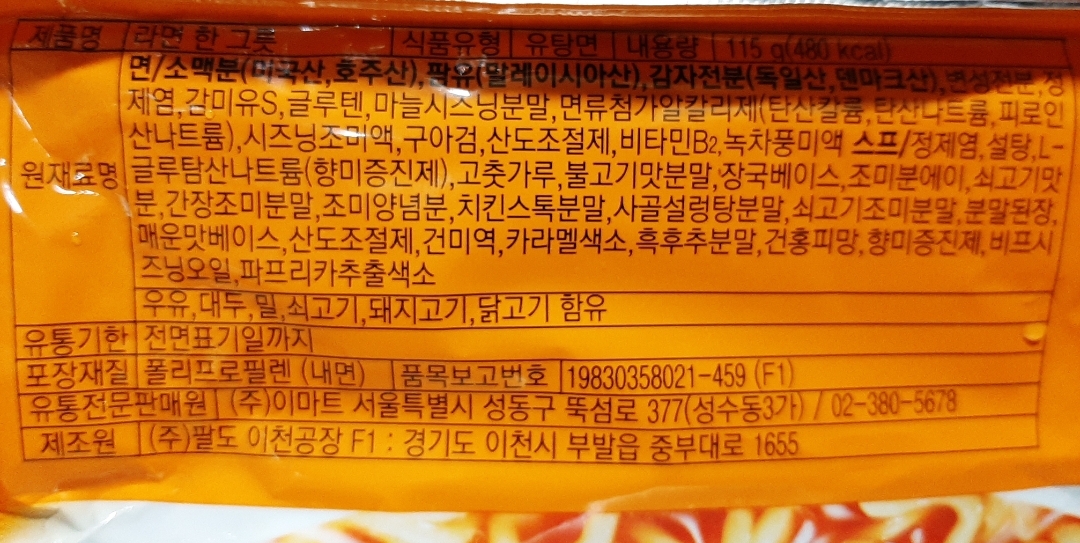 제품명 라면 한 그릇 식품유형 유탕면 내용량 115 g(480 kcal)
면/소맥분(미국산,호주산),팜유(말레이시아산),감자전분(독일산,덴마크산),변성전분,정
제염,감미유S,글루텐,마늘시즈닝분말,면류첨가알칼리제(탄산칼륨,탄산나트륨,피로인
산나트륨),시즈닝조미액,구아검,산도조절제,비타민B2,녹차풍미액 스프/정제염,설탕,L-
원재료명 글루탐산나트륨(향미증진제),고춧가루,불고기맛분말,장국베이스,조미분에이,쇠고기맛
분,간장조미분말,조미양념분,치킨스톡분말,사골설렁탕분말,쇠고기조미분말,분말된장,
매운맛베이스,산도조절제,건미역,카라멜색소,흑후추분말,건홍피망,향미증진제,비프시
즈닝오일,파프리카추출색소
우유,대두,밀,쇠고기,돼지고기,닭고기 함유
유통기한 전면표기일까지
포장재질 폴리프로필렌 (내면) 품목보고번호 19830358021-459 (F1)
유통전문판매원 (주)이마트 서울특별시 성동구 뚝섬로 377(성수동3가) / 02-380-5678
제조원 (주)팔도 이천공장 F1 : 경기도 이천시 부발읍 중부대로 1655